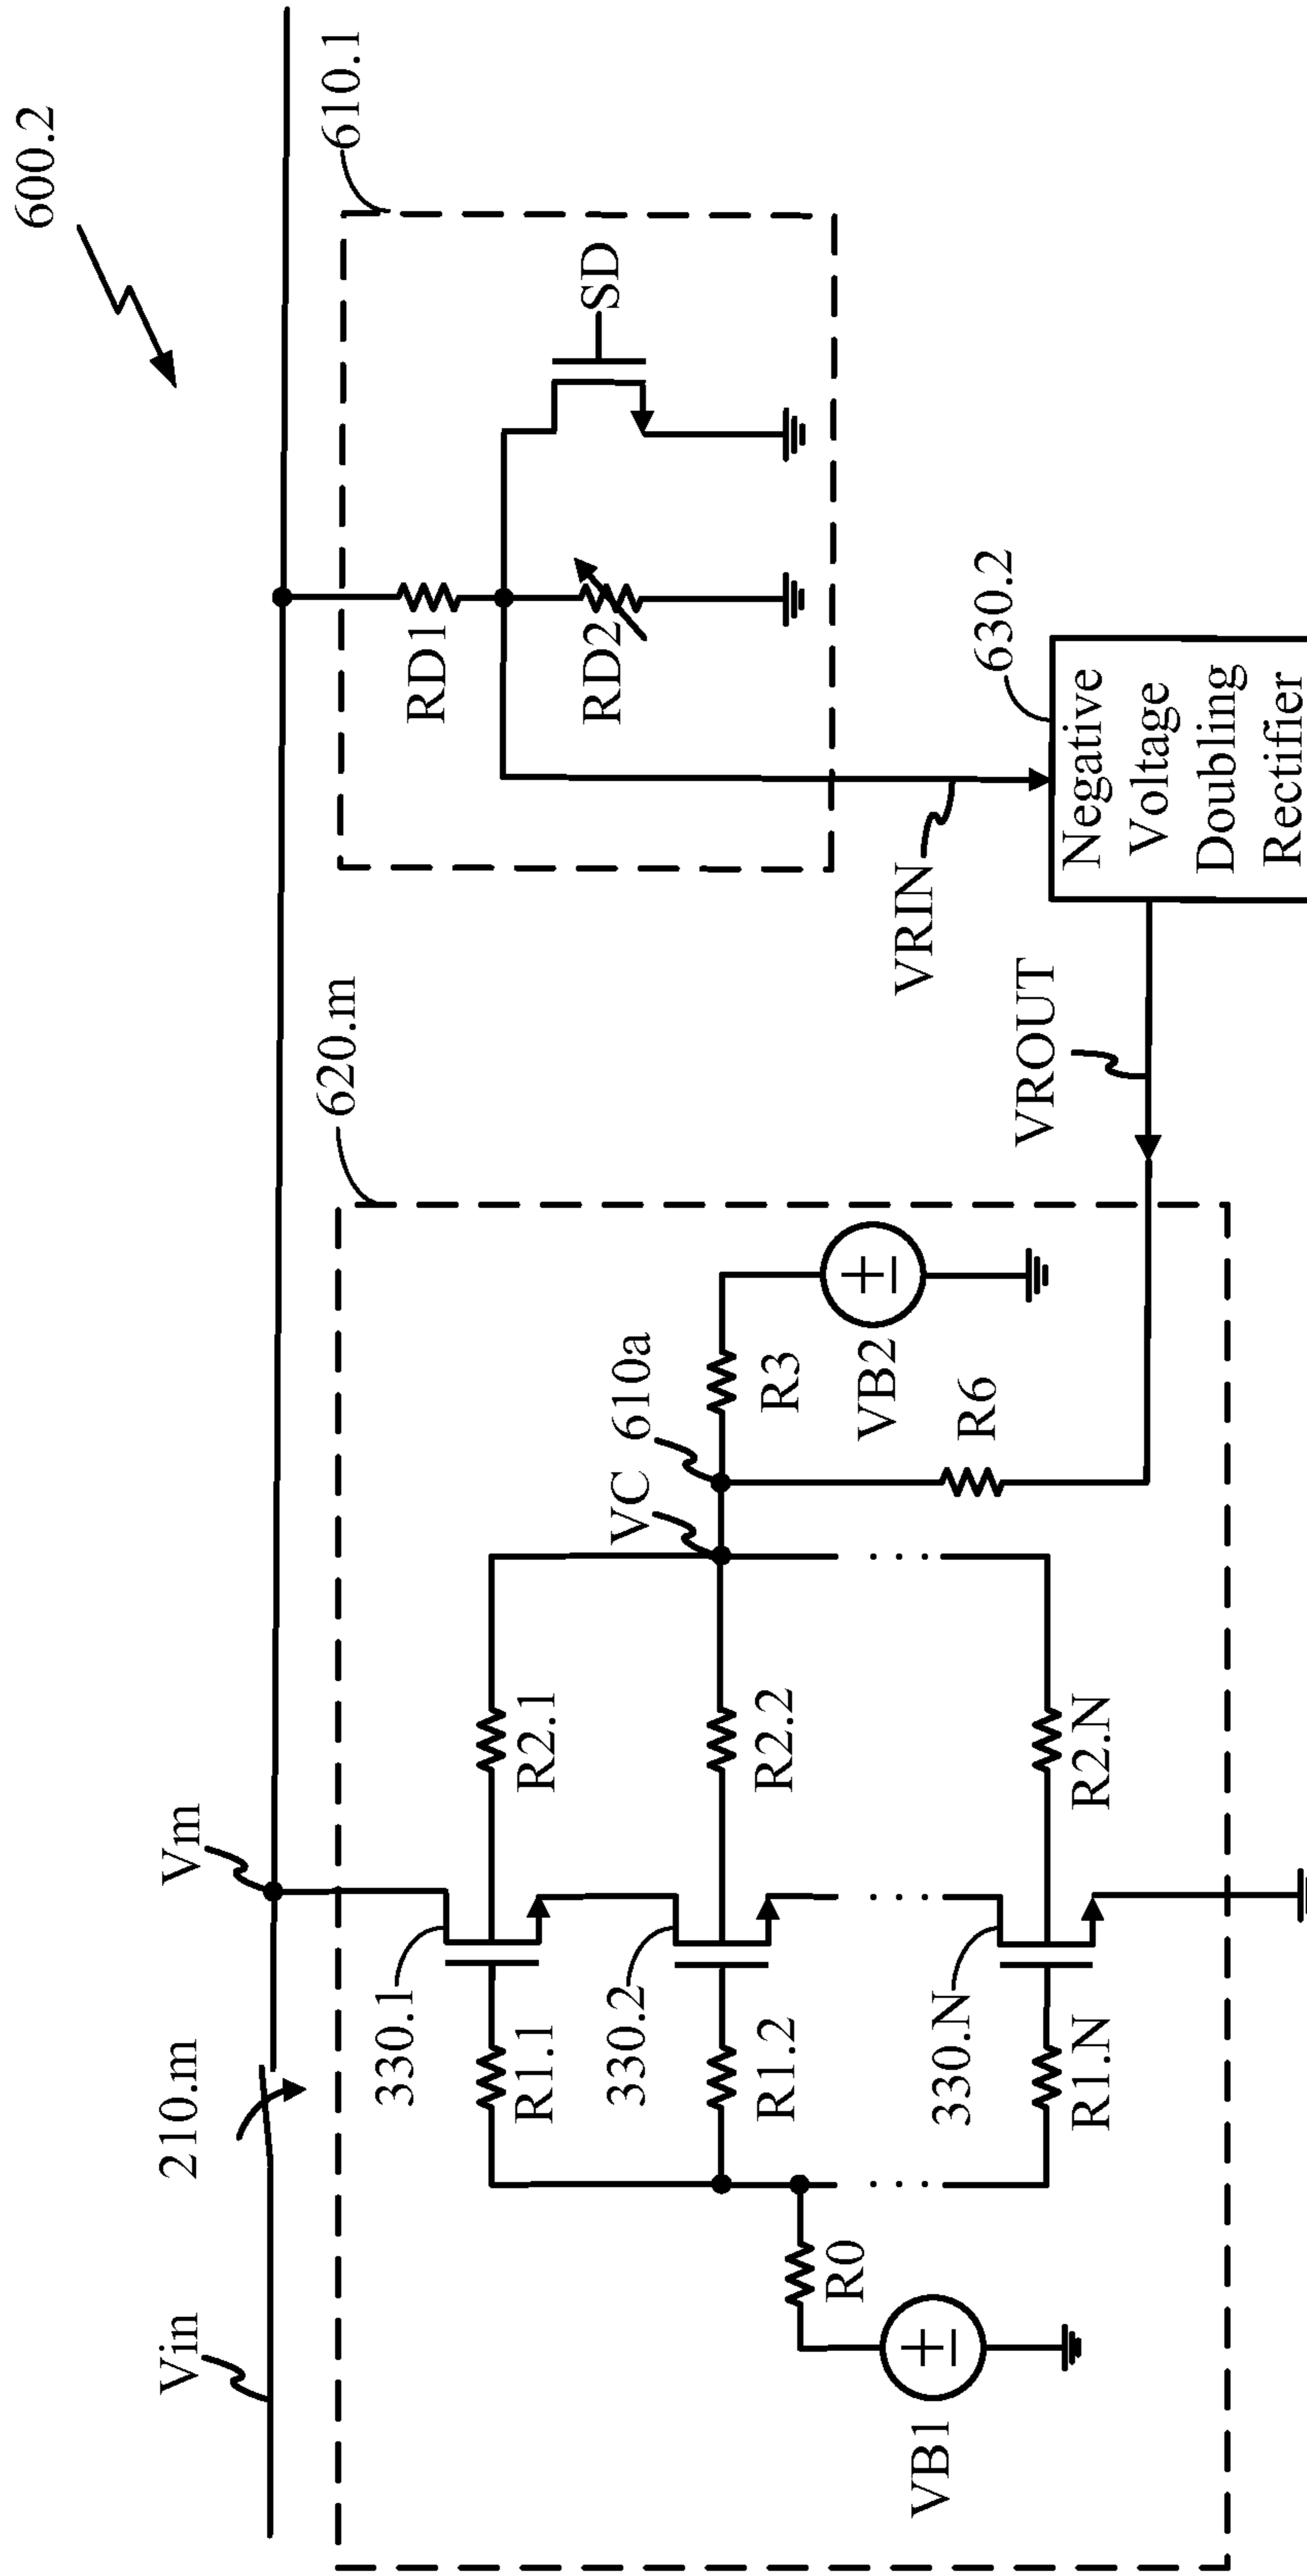 600.2
Vin
210.m
Vm
620.m
610.1
330.1
R1.1
R2.1
330.2
R1.2
R2.2
330.N
R1.N
R2.N
R0
VB1
VC
610a
R3
VB2
R6
RD1
RD2
SD
VRIN
VROUT
630.2
Negative
Voltage
Doubling
Rectifier